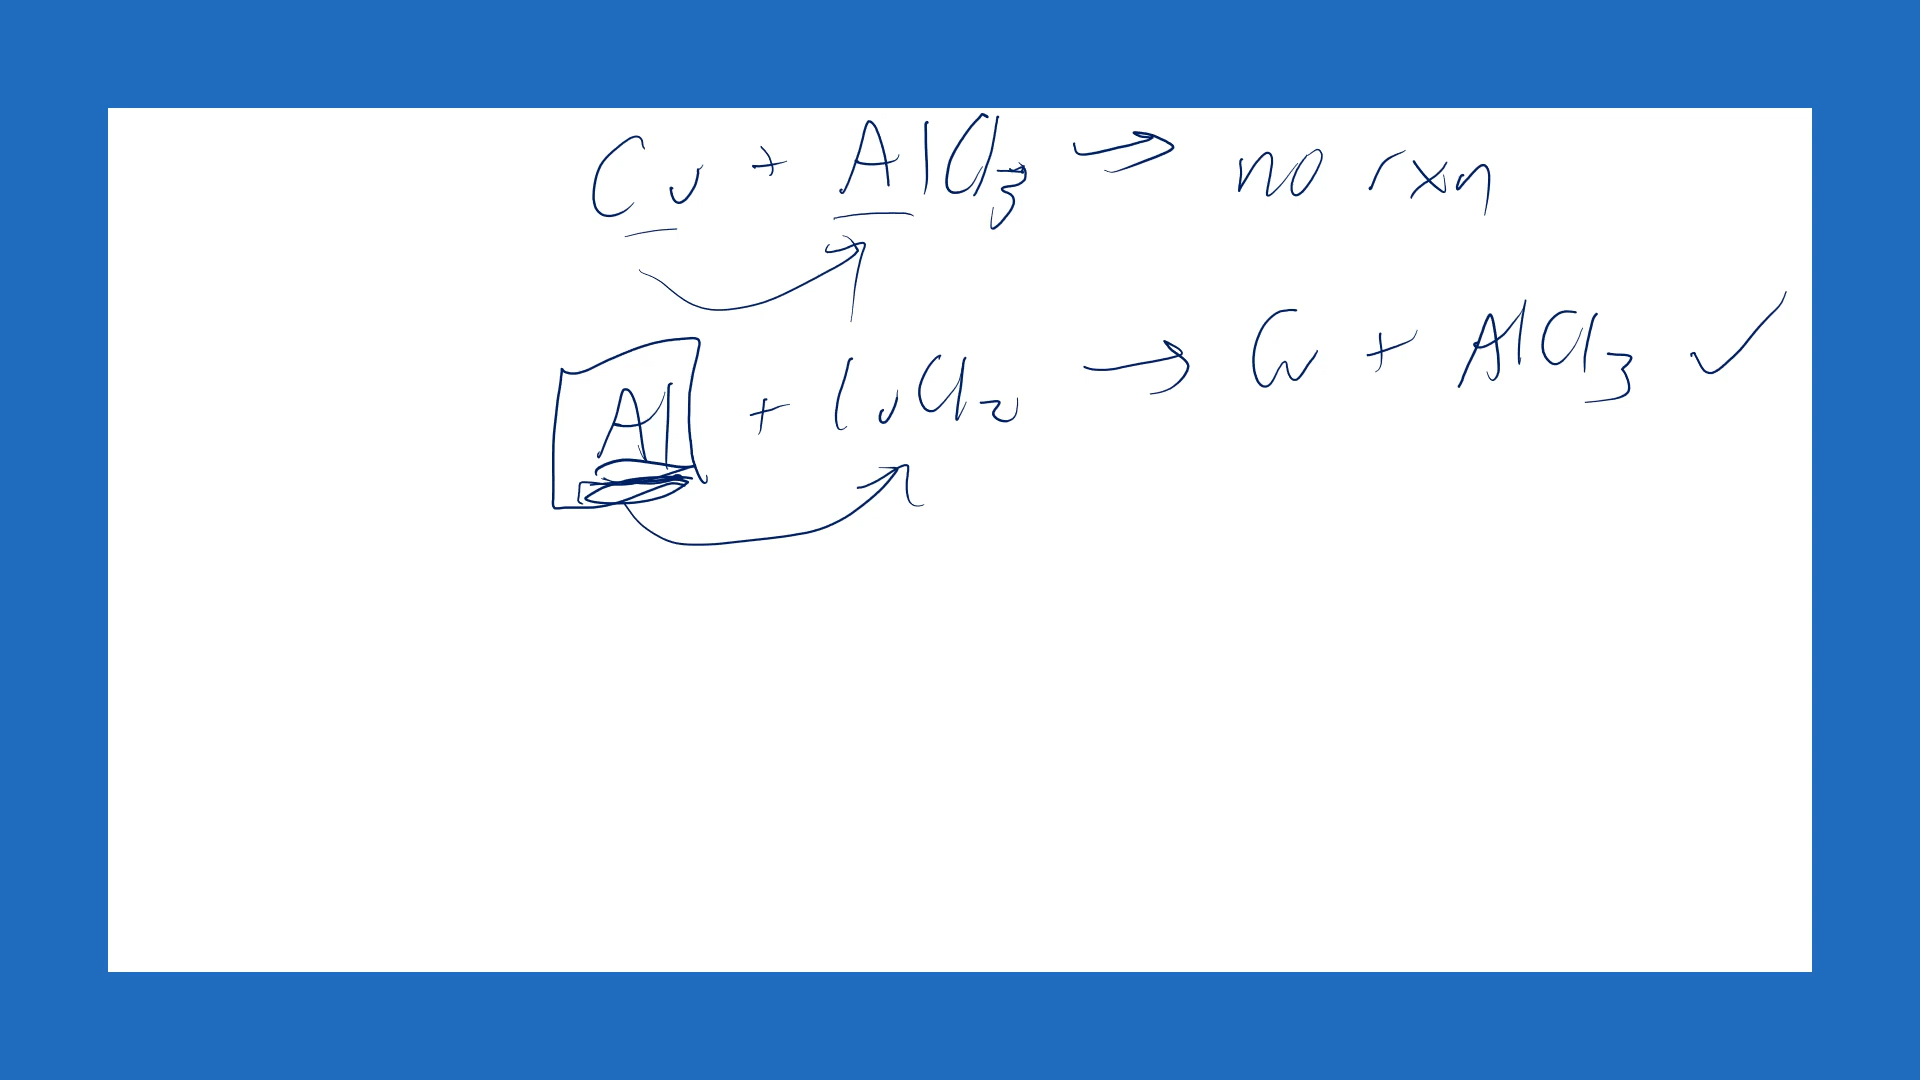 Cu + AlCl3 → no rxn
Al + CuCl2 → Cu + AlCl3 ✓